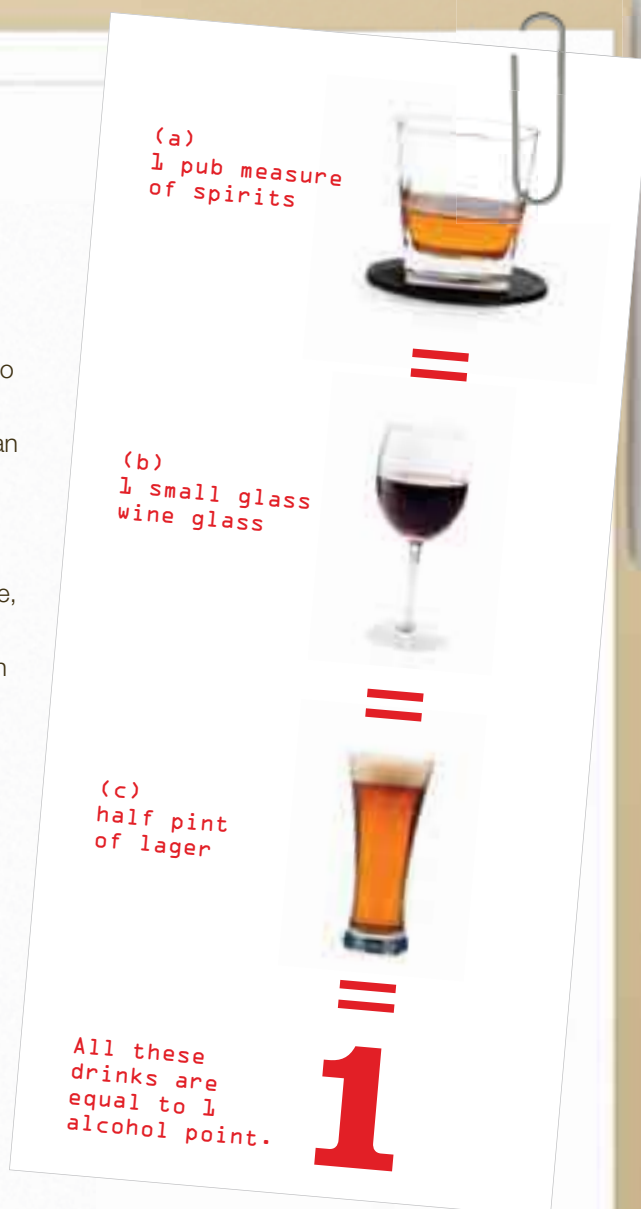 (a)
1 pub measure
of spirits
=
o
an
(b)
1 small glass
wine glass
e,
=
n
(c)
half pint
of lager
=
All these
drinks are
equal to 1
alcohol point.
1